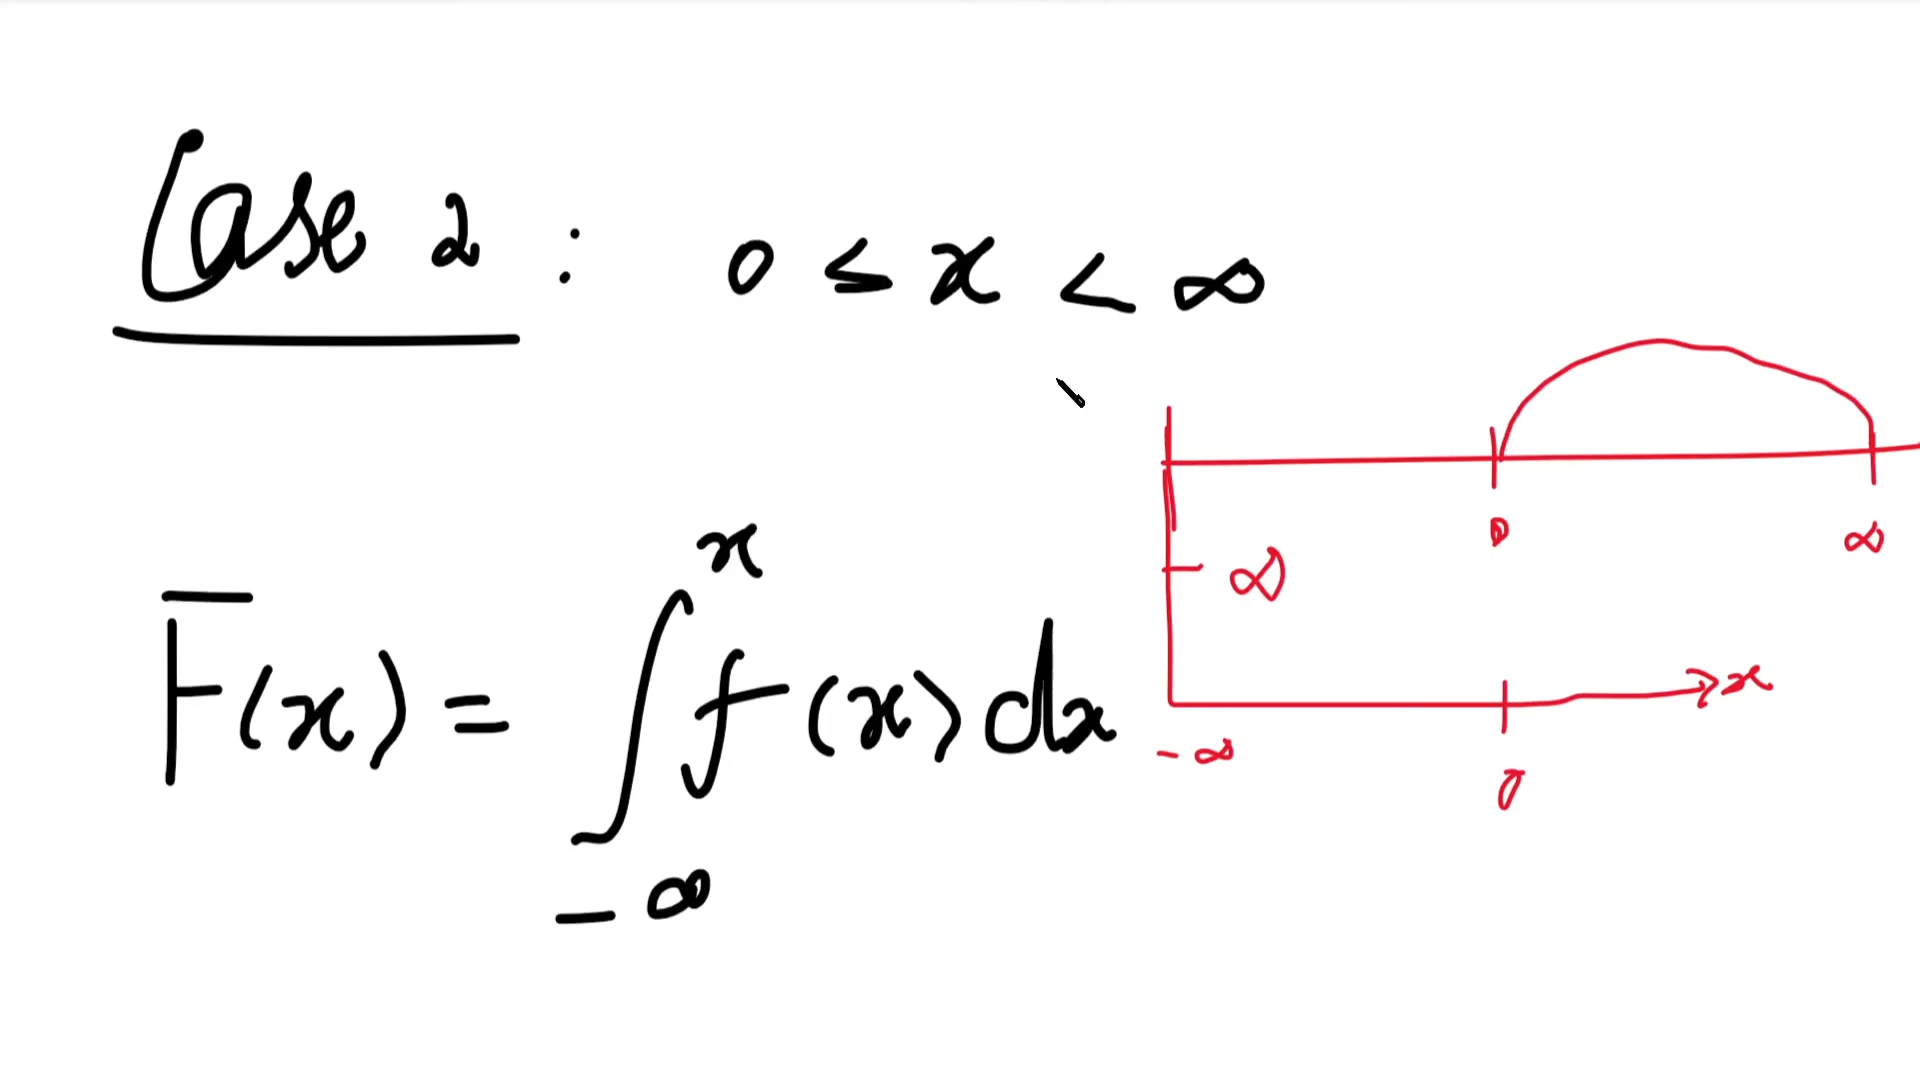 Case 2 : 0 ≤ x < ∞
F(x) = ∫_{-∞}^{x} f(x) dx
0 ∞
∞
x
-∞
0